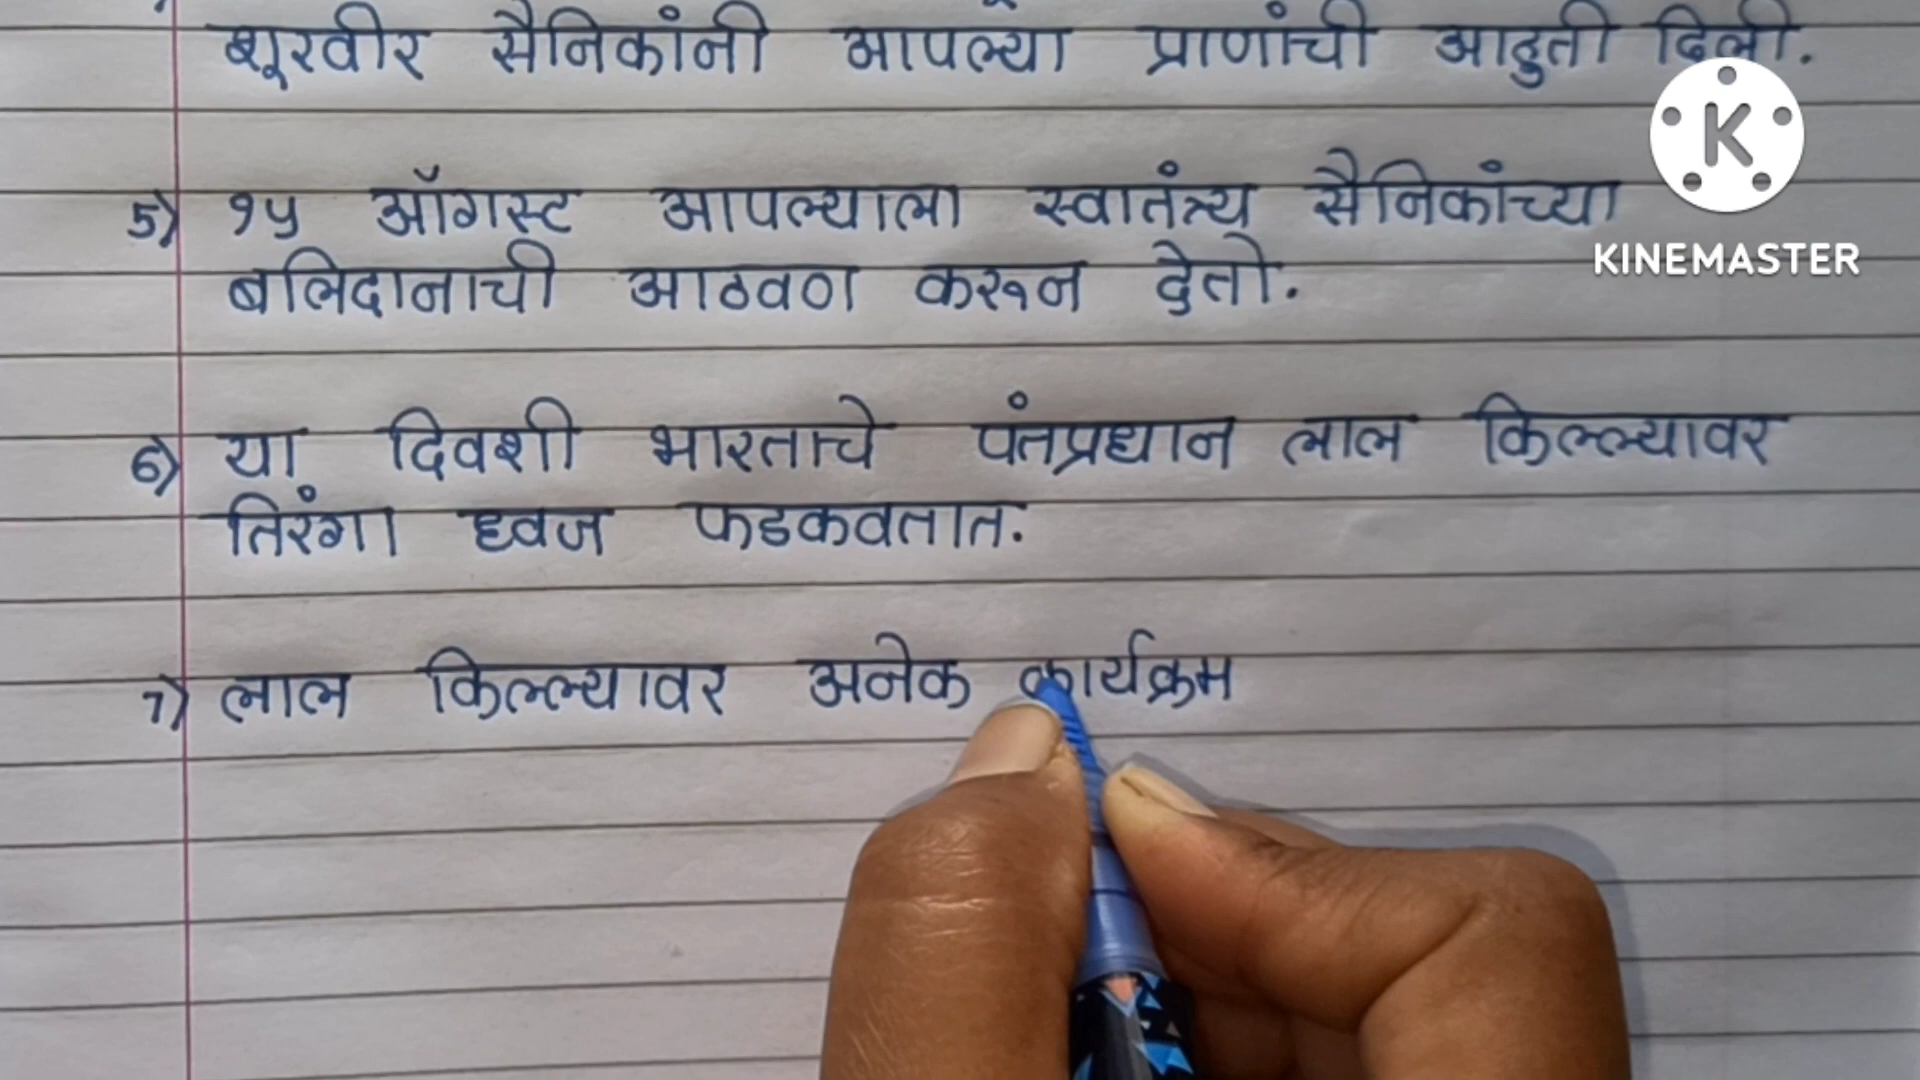 शूरवीर सैनिकांनी आपल्या प्राणांची आहुती दिली.
5) १५ ऑगस्ट आपल्याला स्वातंत्र्य सैनिकांच्या
बलिदानाची आठवण करून देतो.
6) या दिवशी भारताचे पंतप्रधान लाल किल्ल्यावर
तिरंगा ध्वज फडकवतात.
7) लाल किल्ल्यावर अनेक कार्यक्रम
K
KINEMASTER